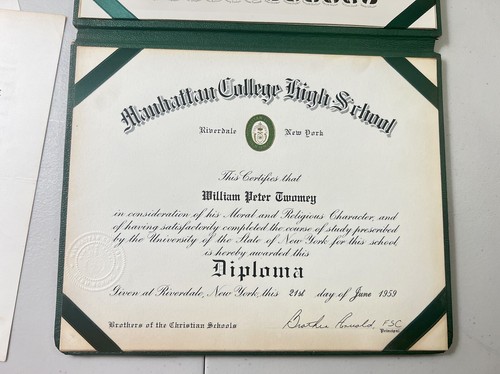 Manhattan College High School
Riverdale New York
This Certifies that
William Peter Twomey
in consideration of his Moral and Religious Character, and
of having satisfactorily completed the course of study prescribed
by the University of the State of New York for this school,
is hereby awarded this
Diploma
Given at Riverdale, New York, this 21st day of June 1959
Brothers of the Christian Schools
Brother FSC
Principal